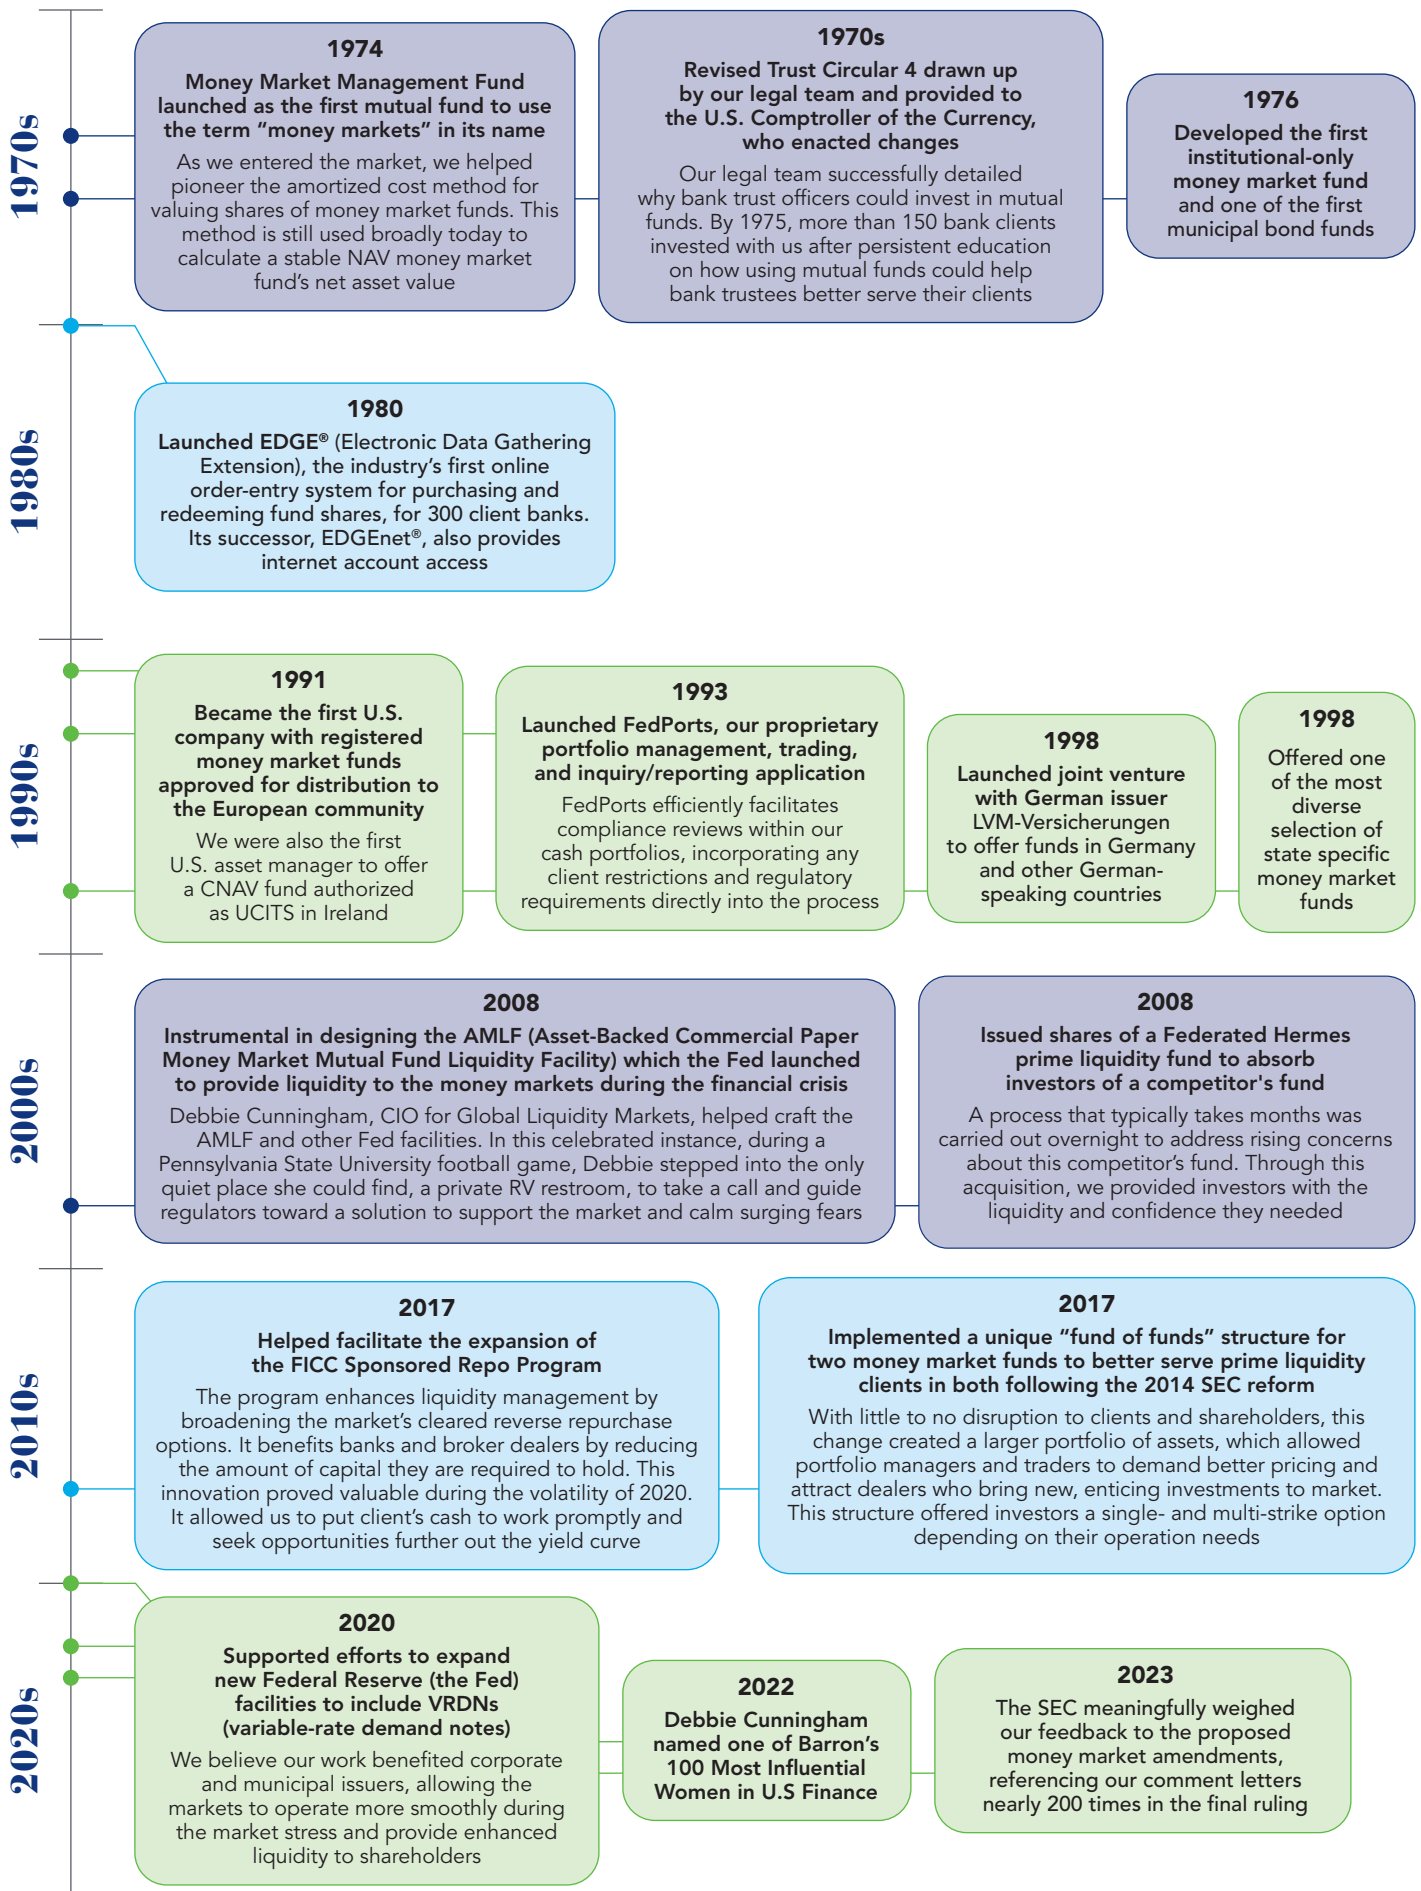 1970s
1974
Money Market Management Fund
launched as the first mutual fund to use
the term “money markets” in its name
As we entered the market, we helped
pioneer the amortized cost method for
valuing shares of money market funds. This
method is still used broadly today to
calculate a stable NAV money market
fund’s net asset value
1970s
Revised Trust Circular 4 drawn up
by our legal team and provided to
the U.S. Comptroller of the Currency,
who enacted changes
Our legal team successfully detailed
why bank trust officers could invest in mutual
funds. By 1975, more than 150 bank clients
invested with us after persistent education
on how using mutual funds could help
bank trustees better serve their clients
1976
Developed the first
institutional-only
money market fund
and one of the first
municipal bond funds
1980s
1980
Launched EDGE® (Electronic Data Gathering
Extension), the industry’s first online
order-entry system for purchasing and
redeeming fund shares, for 300 client banks.
Its successor, EDGEnet®, also provides
internet account access
1990s
1991
Became the first U.S.
company with registered
money market funds
approved for distribution to
the European community
We were also the first
U.S. asset manager to offer
a CNAV fund authorized
as UCITS in Ireland
1993
Launched FedPorts, our proprietary
portfolio management, trading,
and inquiry/reporting application
FedPorts efficiently facilitates
compliance reviews within our
cash portfolios, incorporating any
client restrictions and regulatory
requirements directly into the process
1998
Launched joint venture
with German issuer
LVM-Versicherungen
to offer funds in Germany
and other German-
speaking countries
1998
Offered one
of the most
diverse
selection of
state specific
money market
funds
2000s
2008
Instrumental in designing the AMLF (Asset-Backed Commercial Paper
Money Market Mutual Fund Liquidity Facility) which the Fed launched
to provide liquidity to the money markets during the financial crisis
Debbie Cunningham, CIO for Global Liquidity Markets, helped craft the
AMLF and other Fed facilities. In this celebrated instance, during a
Pennsylvania State University football game, Debbie stepped into the only
quiet place she could find, a private RV restroom, to take a call and guide
regulators toward a solution to support the market and calm surging fears
2008
Issued shares of a Federated Hermes
prime liquidity fund to absorb
investors of a competitor's fund
A process that typically takes months was
carried out overnight to address rising concerns
about this competitor’s fund. Through this
acquisition, we provided investors with the
liquidity and confidence they needed
2010s
2017
Helped facilitate the expansion of
the FICC Sponsored Repo Program
The program enhances liquidity management by
broadening the market’s cleared reverse repurchase
options. It benefits banks and broker dealers by reducing
the amount of capital they are required to hold. This
innovation proved valuable during the volatility of 2020.
It allowed us to put client’s cash to work promptly and
seek opportunities further out the yield curve
2017
Implemented a unique “fund of funds” structure for
two money market funds to better serve prime liquidity
clients in both following the 2014 SEC reform
With little to no disruption to clients and shareholders, this
change created a larger portfolio of assets, which allowed
portfolio managers and traders to demand better pricing and
attract dealers who bring new, enticing investments to market.
This structure offered investors a single- and multi-strike option
depending on their operation needs
2020s
2020
Supported efforts to expand
new Federal Reserve (the Fed)
facilities to include VRDNs
(variable-rate demand notes)
We believe our work benefited corporate
and municipal issuers, allowing the
markets to operate more smoothly during
the market stress and provide enhanced
liquidity to shareholders
2022
Debbie Cunningham
named one of Barron’s
100 Most Influential
Women in U.S Finance
2023
The SEC meaningfully weighed
our feedback to the proposed
money market amendments,
referencing our comment letters
nearly 200 times in the final ruling